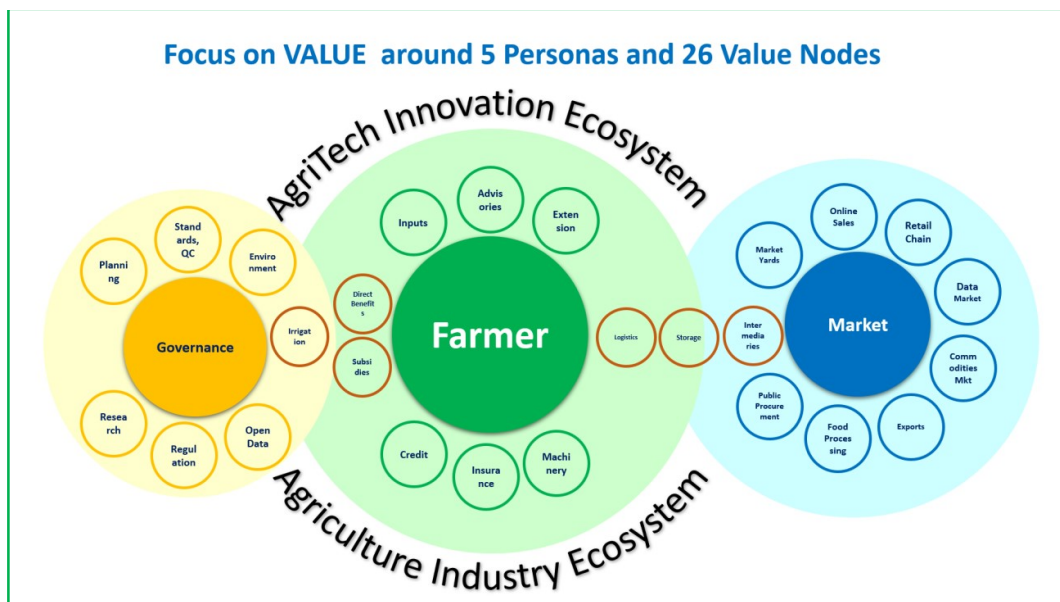 Focus on VALUE around 5 Personas and 26 Value Nodes
AgriTech Innovation Ecosystem
Planni
ng
Stand
ards,
QC
Enviro
nment
Governance
Irrigat
ion
Resea
rch
Regul
ation
Open
Data
Inputs
Advis
ories
Exten
sion
Direct
Benefit
s
Subsi
dies
Farmer
Logistics
Storage
Inter
media
ries
Credit
Insura
nce
Machi
nery
Market
Yards
Online
Sales
Retail
Chain
Data
Market
Market
Comm
odities
Mkt
Public
Procure
ment
Food
Proces
sing
Exports
Agriculture Industry Ecosystem